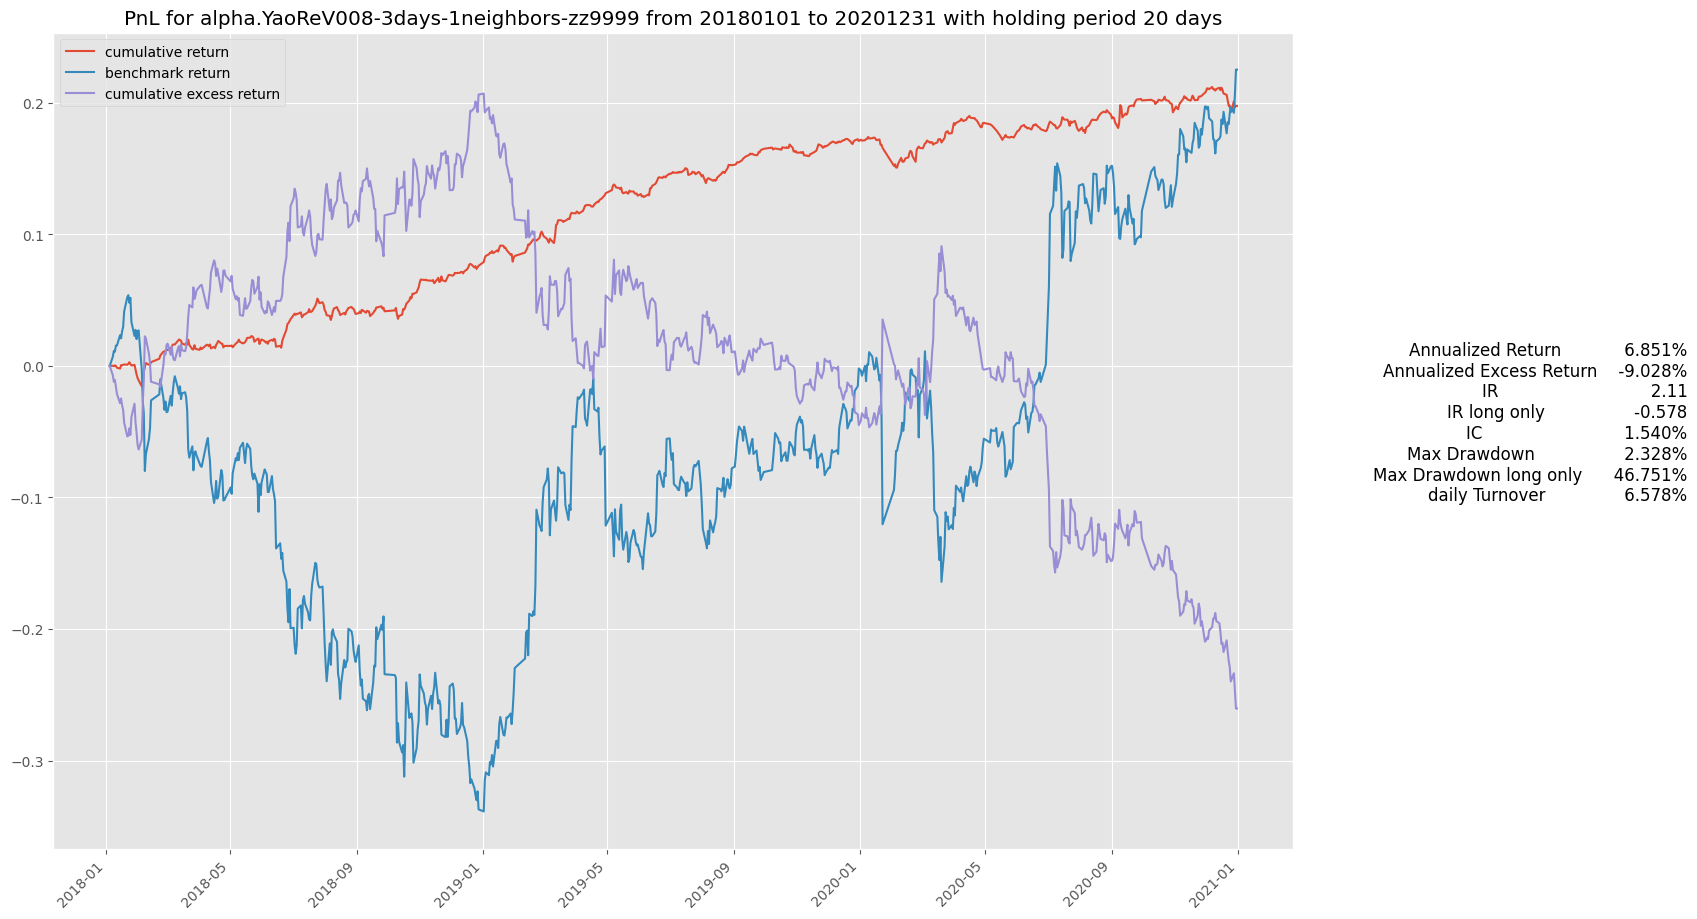 PnL for alpha.YaoReV008-3days-1neighbors-zz9999 from 20180101 to 20201231 with holding period 20 days
cumulative return
benchmark return
cumulative excess return
0.2
0.1
0.0
−0.1
−0.2
−0.3
2018-01
2018-05
2018-09
2019-01
2019-05
2019-09
2020-01
2020-05
2020-09
2021-01
Annualized Return 6.851%
Annualized Excess Return -9.028%
IR 2.11
IR long only -0.578
IC 1.540%
Max Drawdown 2.328%
Max Drawdown long only 46.751%
daily Turnover 6.578%